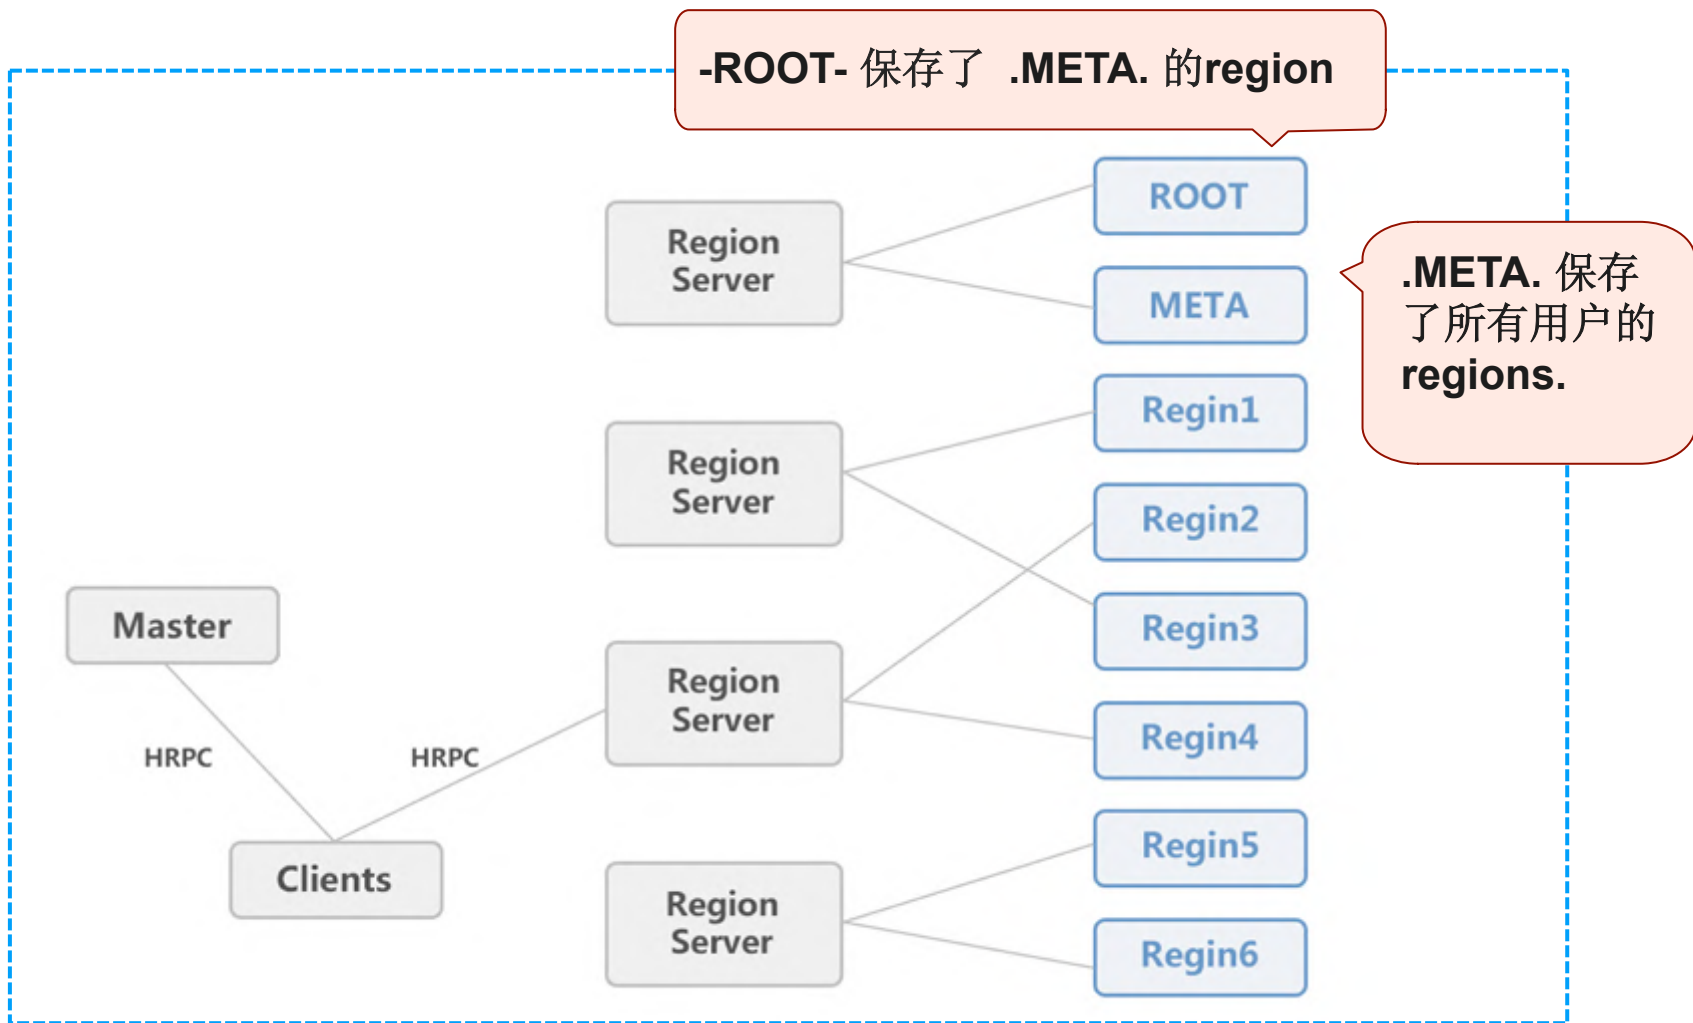 -ROOT- 保存了 .META. 的region
ROOT
Region
Server
META
.META. 保存
了所有用户的
regions.
Regin1
Region
Server
Regin2
Regin3
Master
Region
Server
Regin4
HRPC
HRPC
Regin5
Clients
Region
Server
Regin6